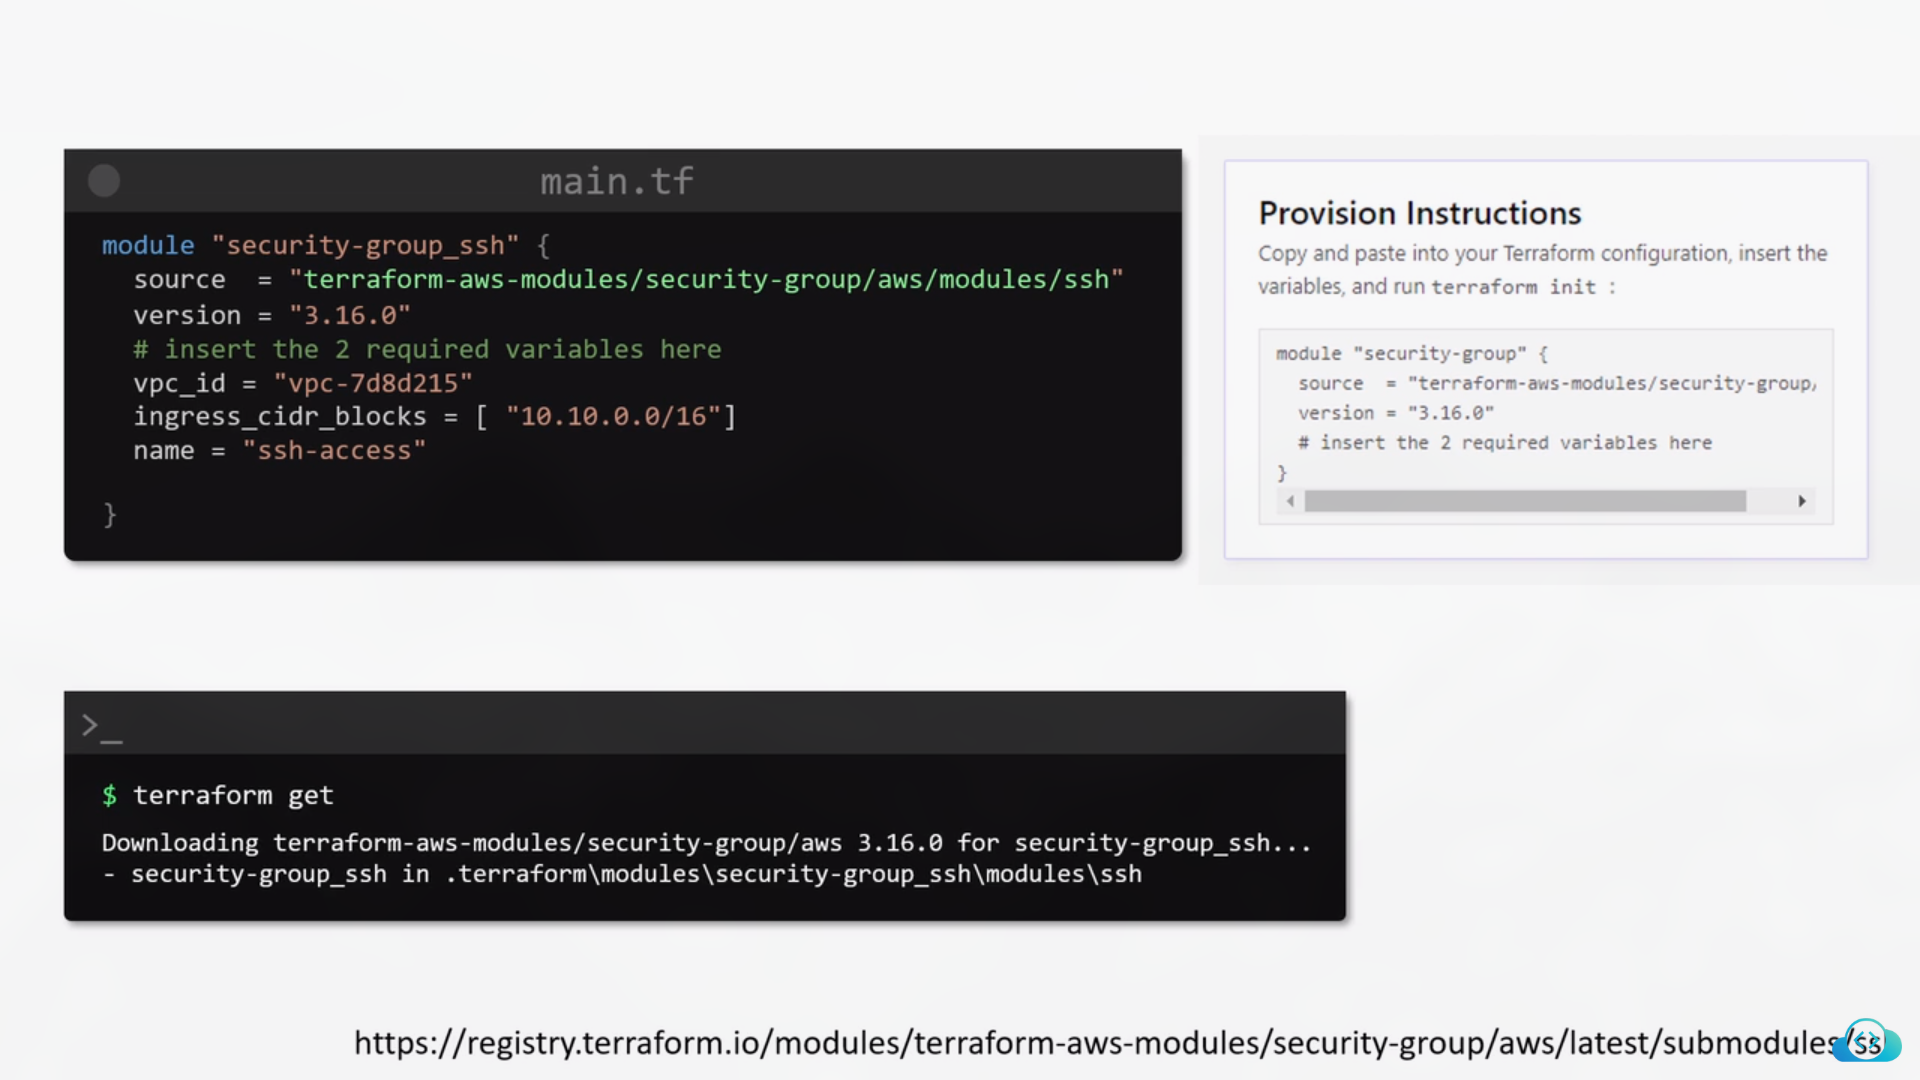 main.tf
module "security-group_ssh" {
source = "terraform-aws-modules/security-group/aws/modules/ssh"
version = "3.16.0"
# insert the 2 required variables here
vpc_id = "vpc-7d8d215"
ingress_cidr_blocks = [ "10.10.0.0/16"]
name = "ssh-access"
}
Provision Instructions
Copy and paste into your Terraform configuration, insert the
variables, and run terraform init :
module "security-group" {
source = "terraform-aws-modules/security-group/
version = "3.16.0"
# insert the 2 required variables here
}
>_
$ terraform get
Downloading terraform-aws-modules/security-group/aws 3.16.0 for security-group_ssh...
- security-group_ssh in .terraform\modules\security-group_ssh\modules\ssh
https://registry.terraform.io/modules/terraform-aws-modules/security-group/aws/latest/submodules/